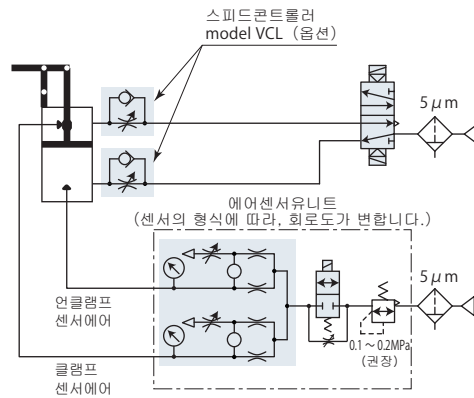 스피드콘트롤러
model VCL (옵션)
5μm
에어센서유니트
(센서의 형식에 따라, 회로도가 변합니다.)
5μm
언클램프
센서에어
0.1～0.2MPa
(권장)
클램프
센서에어